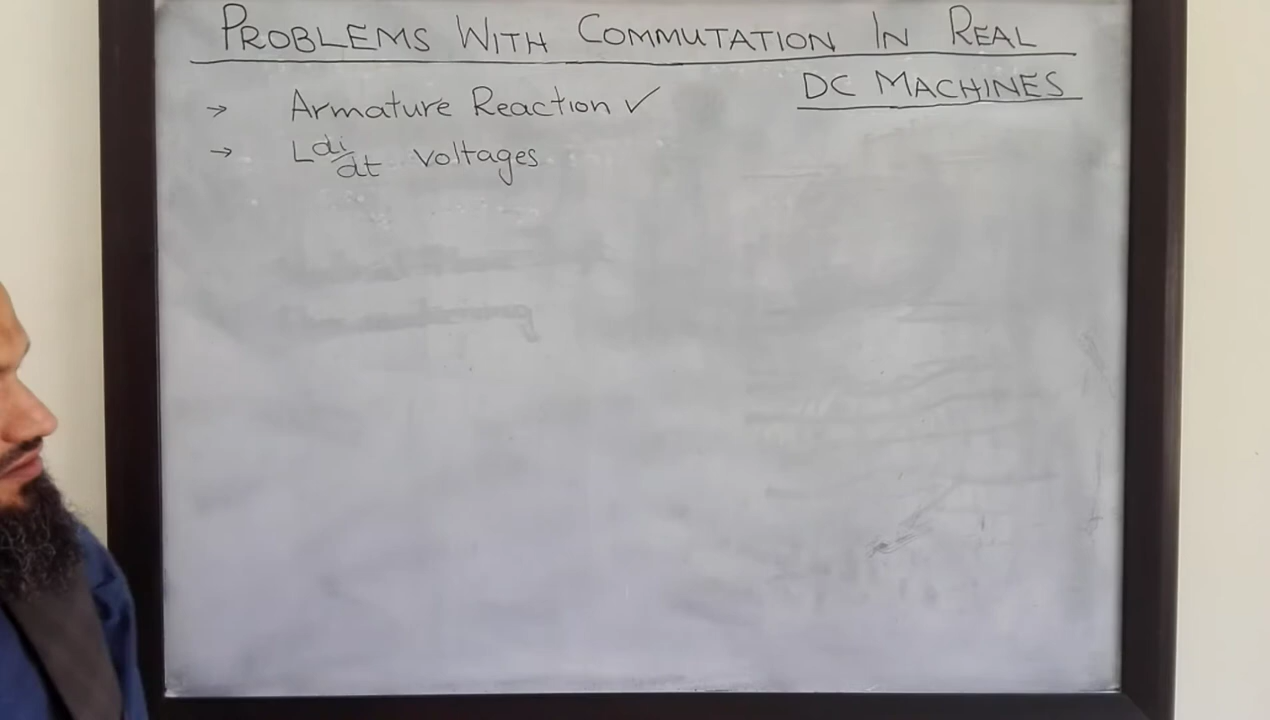 PROBLEMS WITH COMMUTATION IN REAL
DC MACHINES
→ Armature Reaction ✓
→ L di/dt voltages